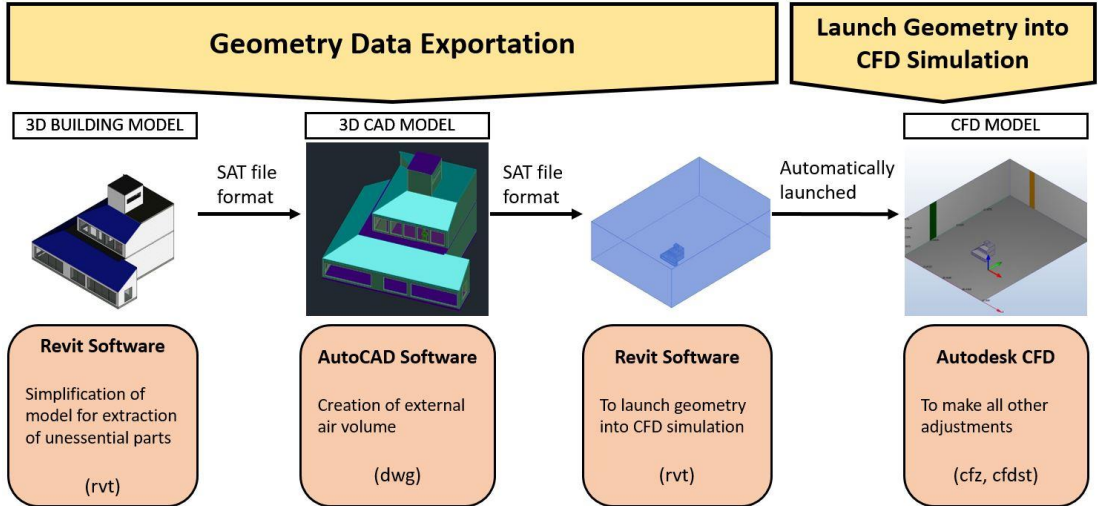 Geometry Data Exportation
Launch Geometry into
CFD Simulation
3D BUILDING MODEL
SAT file
format
3D CAD MODEL
SAT file
format
Automatically
launched
CFD MODEL
Revit Software
Simplification of
model for extraction
of unessential parts
(rvt)
AutoCAD Software
Creation of external
air volume
(dwg)
Revit Software
To launch geometry
into CFD simulation
(rvt)
Autodesk CFD
To make all other
adjustments
(cfz, cfdst)